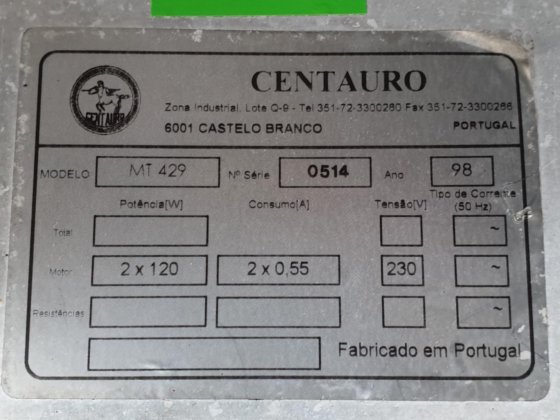 CENTAURO
CENTAURO
Zona Industrial, Lote Q-9 - Tel 351-72-3300260 Fax 351-72-3300266
6001 CASTELO BRANCO PORTUGAL
MODELO MT 429 Nº Série 0514 Ano 98
Potência[W] Consumo[A] Tensão[V] Tipo de Corrente (50 Hz)
Total ~
Motor 2 x 120 2 x 0,55 230 ~
Resistências ~
Fabricado em Portugal